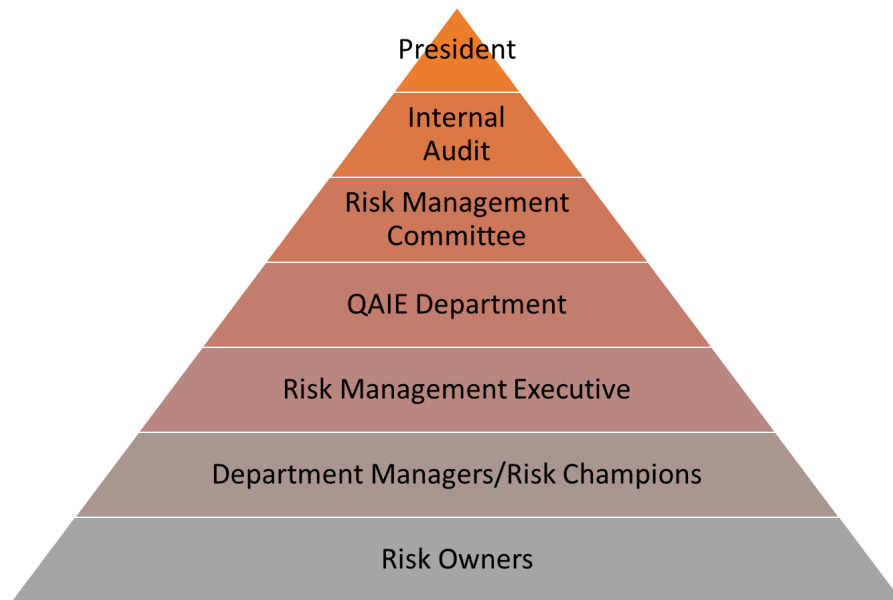 President
Internal
Audit
Risk Management
Committee
QAIE Department
Risk Management Executive
Department Managers/Risk Champions
Risk Owners